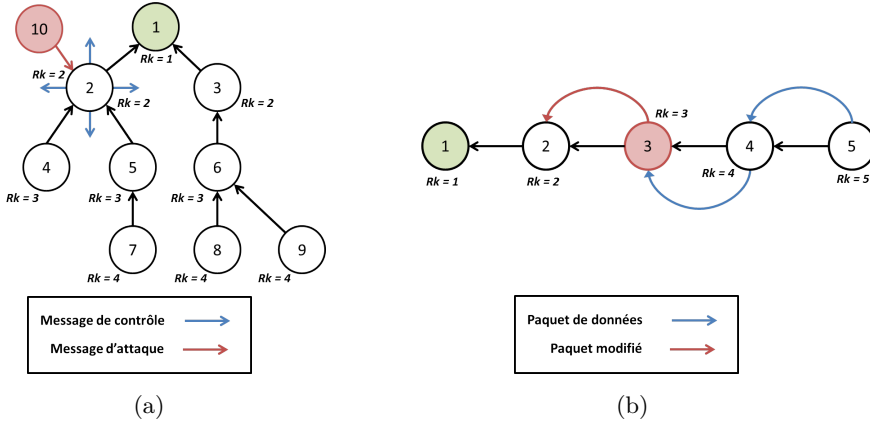 10
1
Rk = 1
Rk = 2
2
Rk = 2
3
Rk = 2
4
Rk = 3
5
Rk = 3
6
Rk = 3
7
Rk = 4
8
Rk = 4
9
Rk = 4
Message de contrôle
Message d'attaque
(a)
1
Rk = 1
2
Rk = 2
3
Rk = 3
4
Rk = 4
5
Rk = 5
Paquet de données
Paquet modifié
(b)